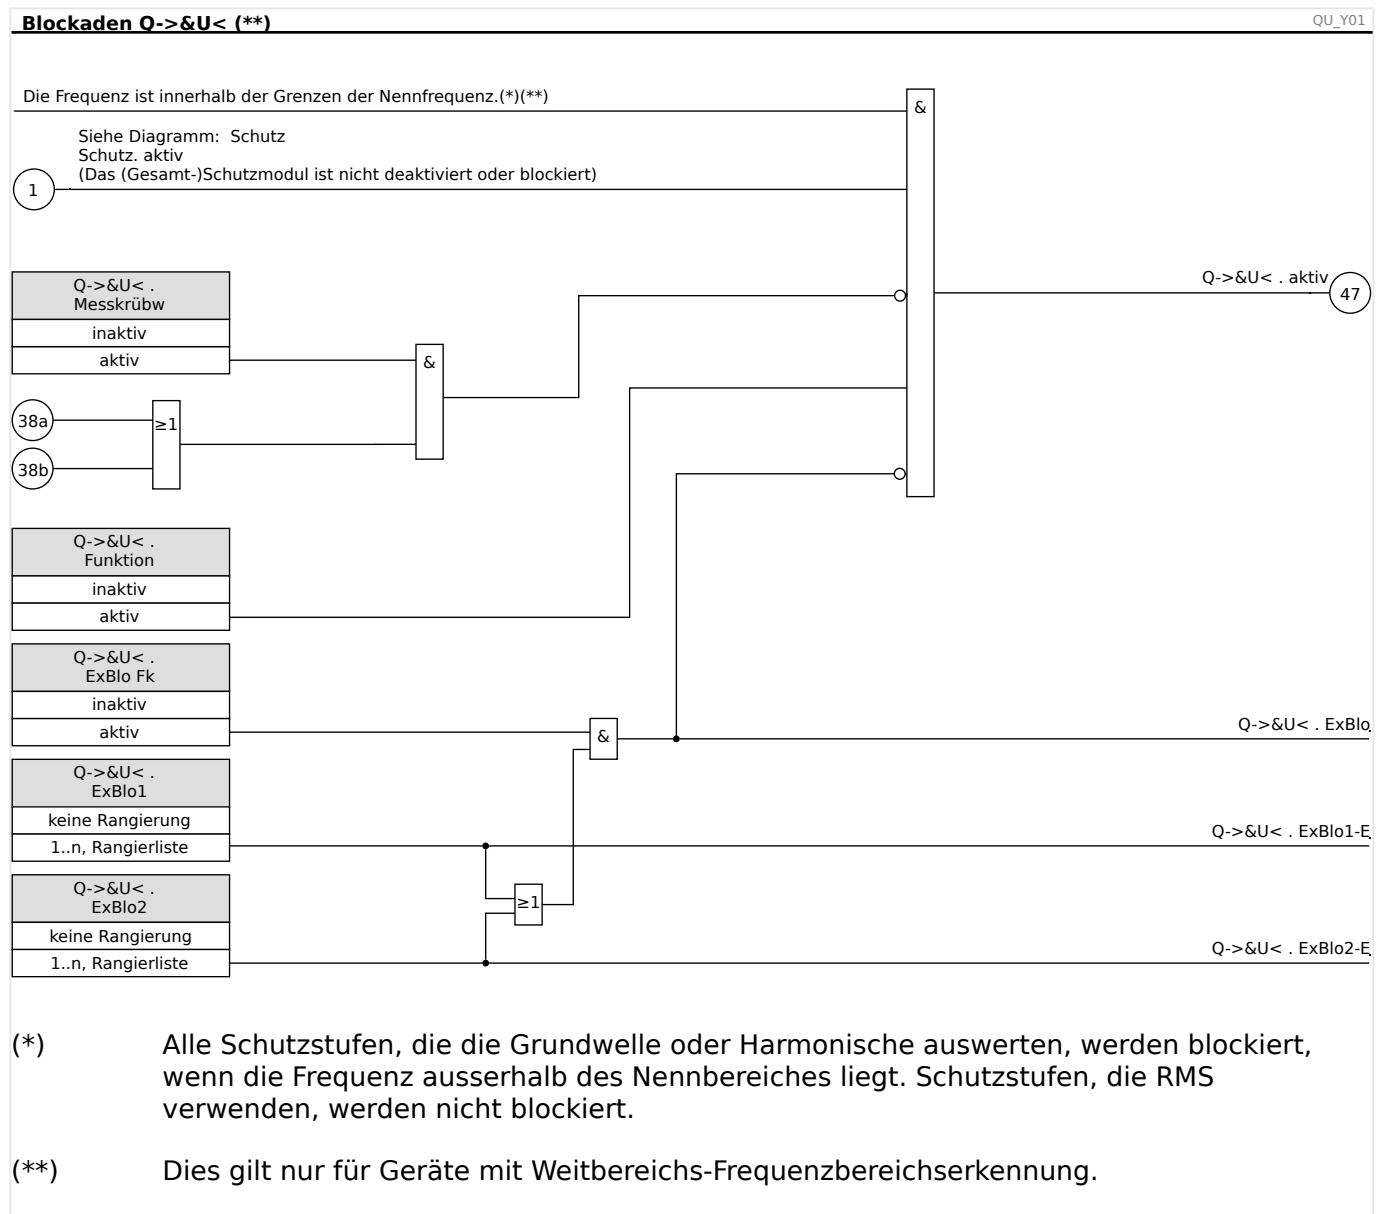 Blockaden Q->&U< (**)
QU_Y01
Die Frequenz ist innerhalb der Grenzen der Nennfrequenz.(*)(**)
&
Siehe Diagramm: Schutz
Schutz. aktiv
(Das (Gesamt-)Schutzmodul ist nicht deaktiviert oder blockiert)
1
Q->&U< . aktiv
47
Q->&U< .
Messkrübw
inaktiv
aktiv
&
38a
≥1
38b
Q->&U< .
Funktion
inaktiv
aktiv
Q->&U< .
ExBlo Fk
inaktiv
aktiv
&
Q->&U< . ExBlo
Q->&U< .
ExBlo1
keine Rangierung
1..n, Rangierliste
Q->&U< . ExBlo1-E
Q->&U< .
ExBlo2
≥1
keine Rangierung
1..n, Rangierliste
Q->&U< . ExBlo2-E
(*) Alle Schutzstufen, die die Grundwelle oder Harmonische auswerten, werden blockiert,
wenn die Frequenz ausserhalb des Nennbereiches liegt. Schutzstufen, die RMS
verwenden, werden nicht blockiert.
(**) Dies gilt nur für Geräte mit Weitbereichs-Frequenzbereichserkennung.